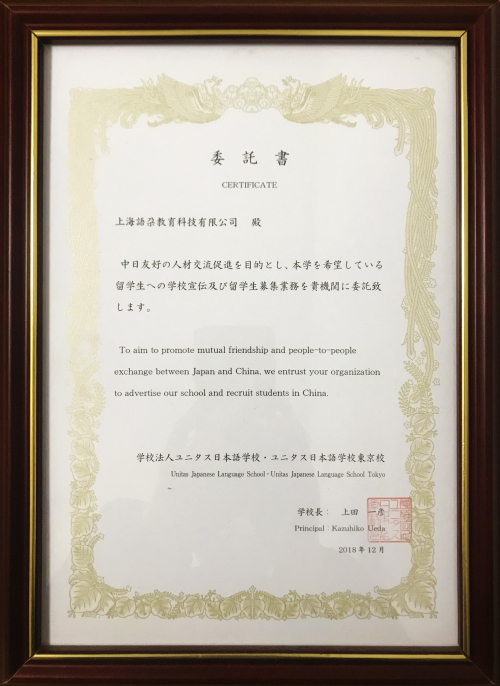 委託書
CERTIFICATE
上海語朶教育科技有限公司 殿
中日友好の人材交流促進を目的とし、本学を希望している
留学生への学校宣伝及び留学生募集業務を貴機関に委託致
します。
To aim to promote mutual friendship and people-to-people
exchange between Japan and China, we entrust your organization
to advertise our school and recruit students in China.
学校法人ユニタス日本語学校・ユニタス日本語学校東京校
Unitas Japanese Language School・Unitas Japanese Language School Tokyo
~
学校長： 上田 一彦
Principal：Kazuhiko Ueda
2018年12月